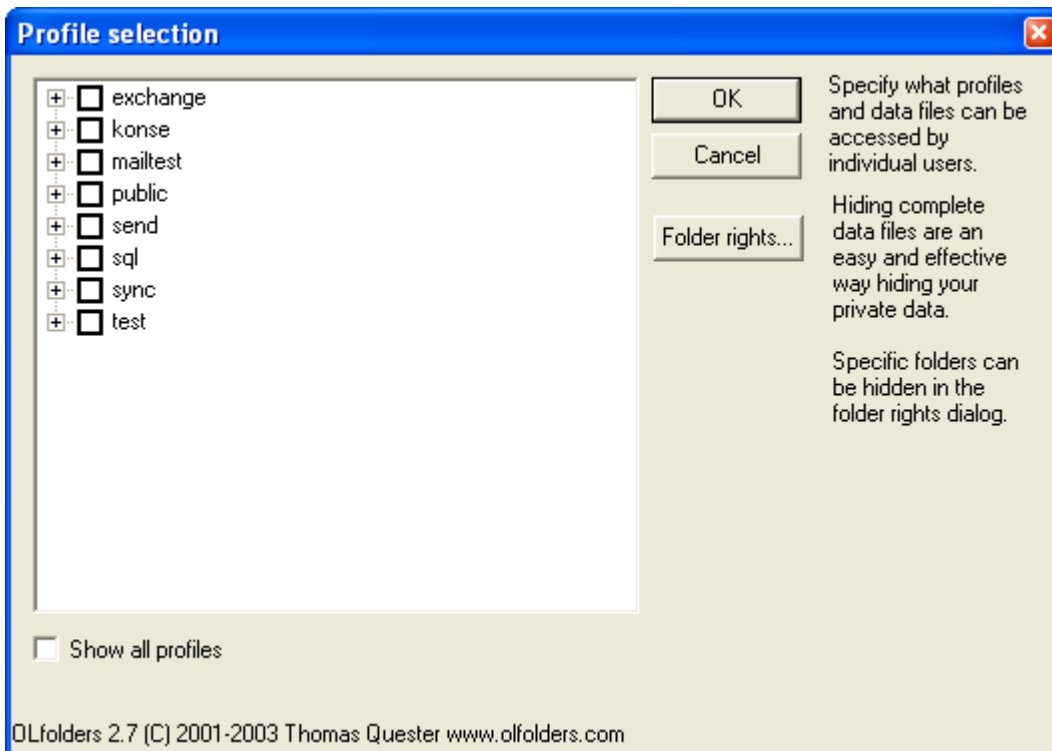 Profile selection
exchange
konse
mailtest
public
send
sql
sync
test
OK
Cancel
Folder rights...
Specify what profiles
and data files can be
accessed by
individual users.
Hiding complete
data files are an
easy and effective
way hiding your
private data.
Specific folders can
be hidden in the
folder rights dialog.
Show all profiles
OLfolders 2.7 (C) 2001-2003 Thomas Quester www.olfolders.com